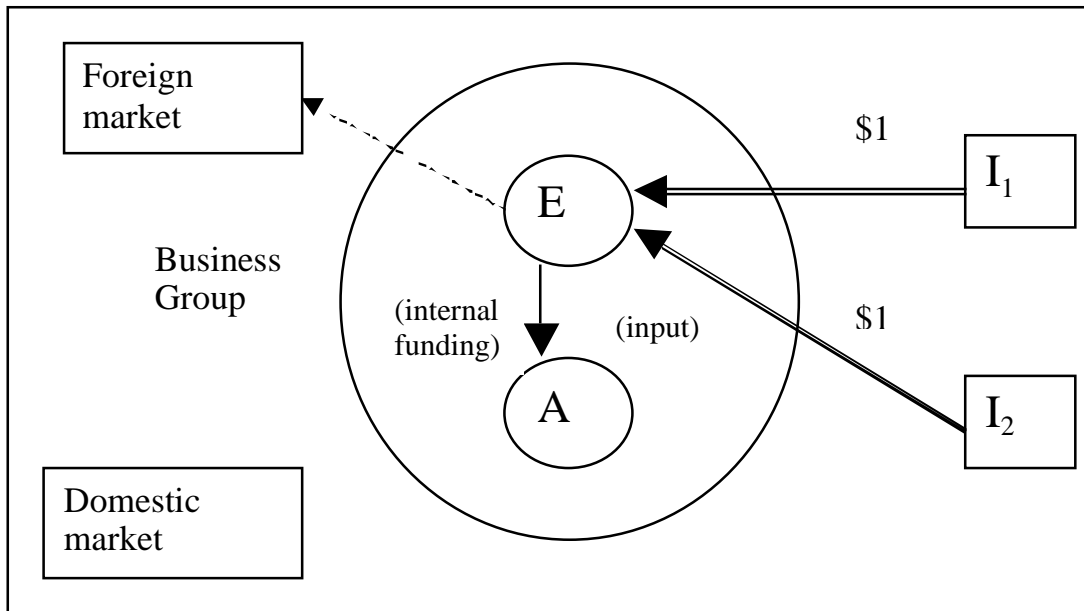 Foreign
market
$1
I1
E
Business
Group
(internal
funding)
(input)
$1
A
I2
Domestic
market